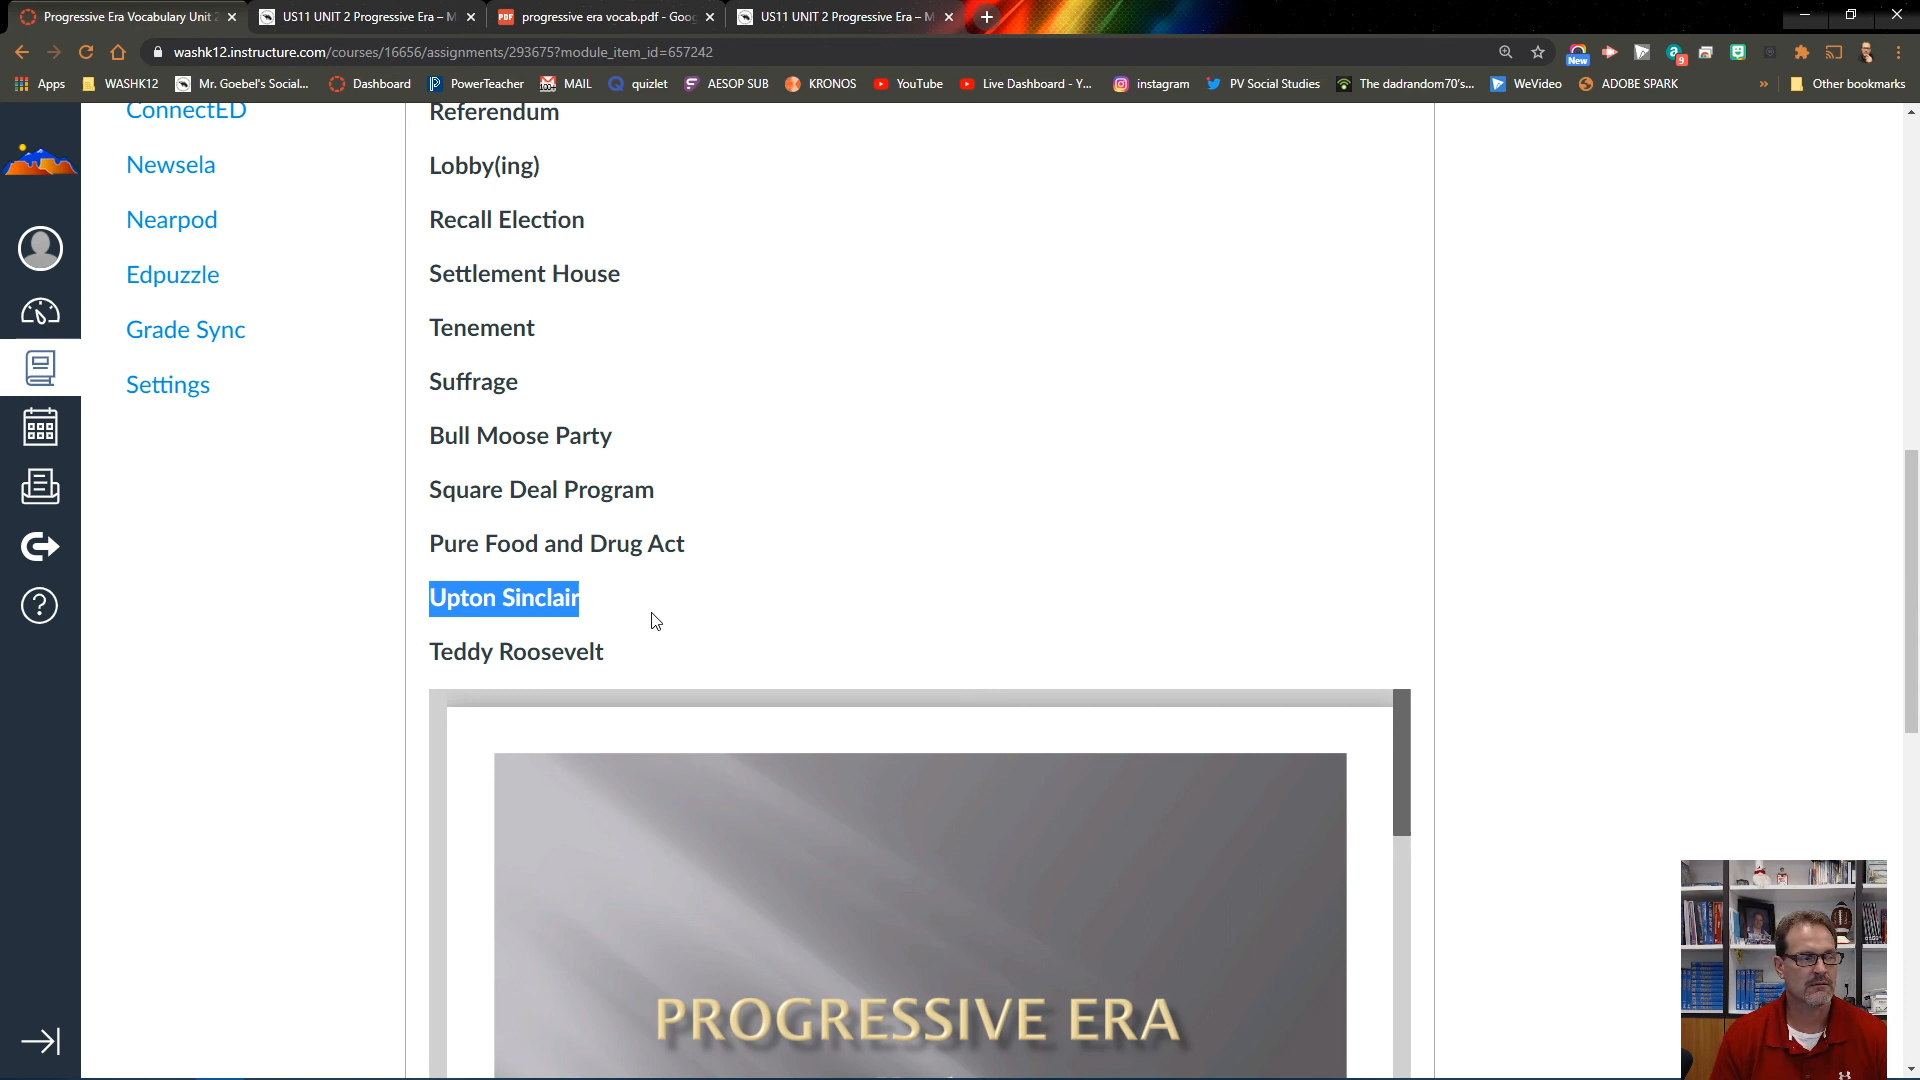 Progressive Era Vocabulary Unit 2
US11 UNIT 2 Progressive Era – M
progressive era vocab.pdf - Goog
US11 UNIT 2 Progressive Era – M
washk12.instructure.com/courses/16656/assignments/293675?module_item_id=657242
New
9
Apps
WASHK12
Mr. Goebel's Social...
Dashboard
PowerTeacher
MAIL
quizlet
AESOP SUB
KRONOS
YouTube
Live Dashboard - Y...
instagram
PV Social Studies
The dadrandom70's...
WeVideo
ADOBE SPARK
»
Other bookmarks
ConnectED
Newsela
Nearpod
Edpuzzle
Grade Sync
Settings
Referendum
Lobby(ing)
Recall Election
Settlement House
Tenement
Suffrage
Bull Moose Party
Square Deal Program
Pure Food and Drug Act
Upton Sinclair
Teddy Roosevelt
PROGRESSIVE ERA